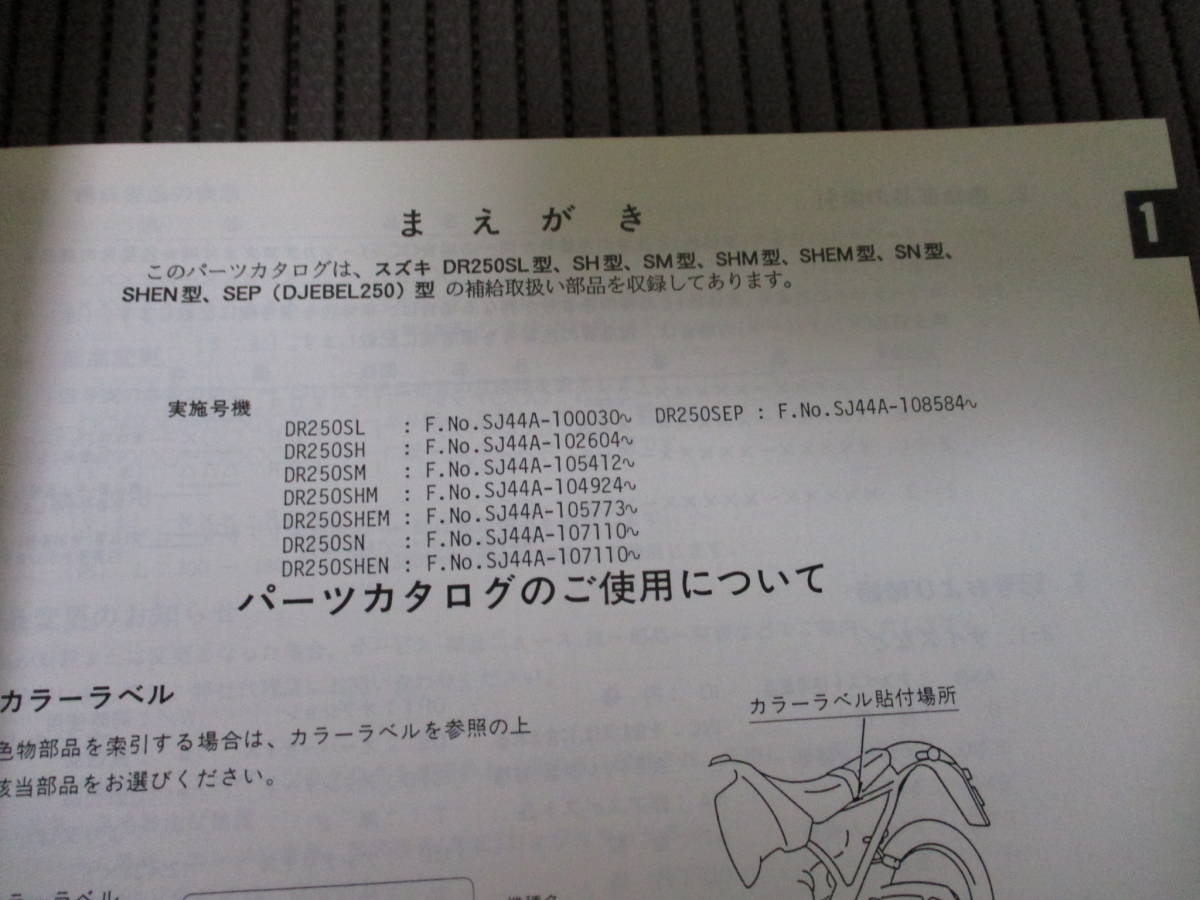 まえがき
1
このパーツカタログは、スズキ DR250SL型、SH型、SM型、SHM型、SHEM型、SN型、
SHEN型、SEP（DJEBEL250）型 の補給取扱い部品を収録してあります。
実施号機
DR250SL : F.No.SJ44A-100030~ DR250SEP : F.No.SJ44A-108584~
DR250SH : F.No.SJ44A-102604~
DR250SM : F.No.SJ44A-105412~
DR250SHM : F.No.SJ44A-104924~
DR250SHEM : F.No.SJ44A-105773~
DR250SN : F.No.SJ44A-107110~
DR250SHEN : F.No.SJ44A-107110~
パーツカタログのご使用について
カラーラベル
色物部品を索引する場合は、カラーラベルを参照の上
該当部品をお選びください。
カラーラベル貼付場所
ラーラベル